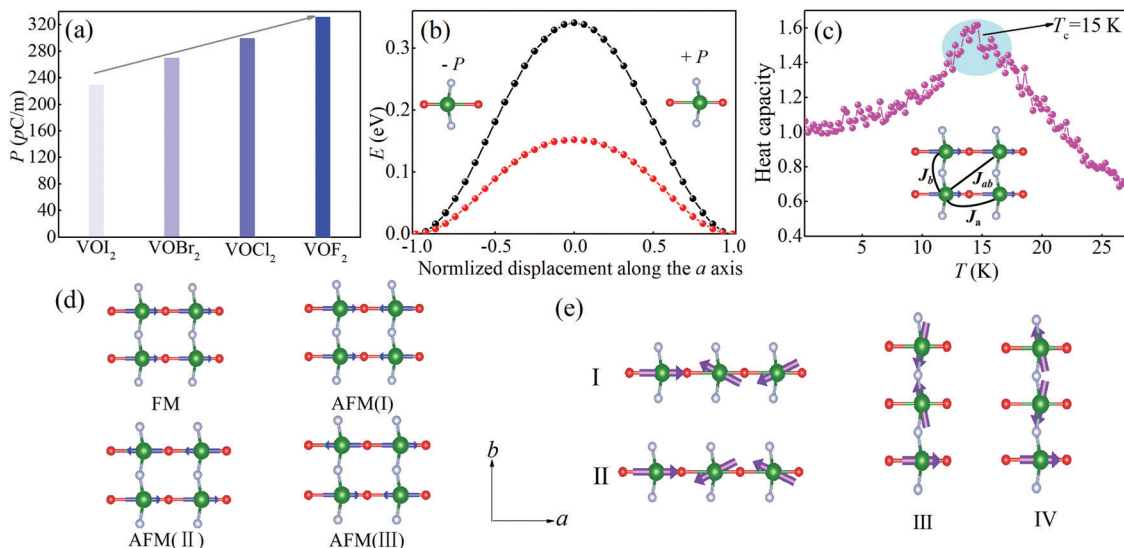 (a)
P (pC/m)
320
280
240
200
160
120
80
40
0
VOI2
VOBr2
VOCl2
VOF2
(b)
E (eV)
0.3
0.2
0.1
0.0
- P
+ P
-1.0
-0.5
0.0
0.5
1.0
Normlized displacement along the a axis
(c)
Heat capacity
1.6
1.4
1.2
1.0
0.8
0.6
0.4
Tc=15 K
Jb
Jab
Ja
5
10
15
20
25
T (K)
(d)
FM
AFM(I)
AFM(II)
AFM(III)
b
a
(e)
I
II
III
IV